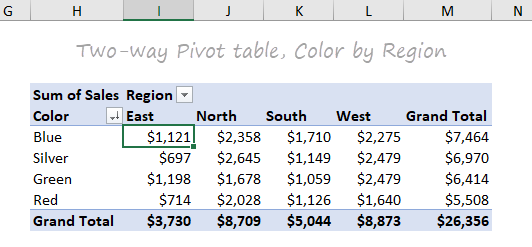 G H I J K L M N
Two-way Pivot table, Color by Region
Sum of Sales Region
Color East North South West Grand Total
Blue $1,121 $2,358 $1,710 $2,275 $7,464
Silver $697 $2,645 $1,149 $2,479 $6,970
Green $1,198 $1,678 $1,059 $2,479 $6,414
Red $714 $2,028 $1,126 $1,640 $5,508
Grand Total $3,730 $8,709 $5,044 $8,873 $26,356